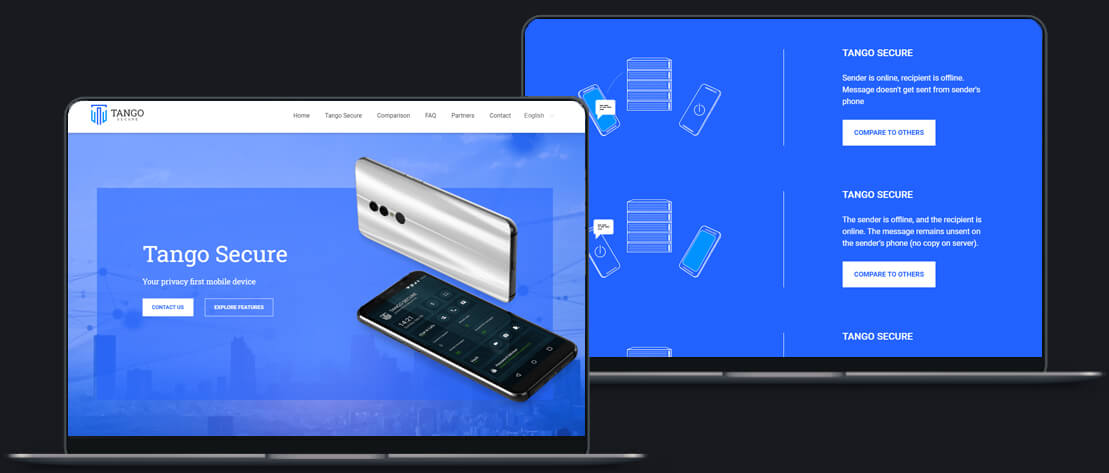 TANGO
SECURE
Home
Tango Secure
Comparison
FAQ
Partners
Contact
English
Tango Secure
Your privacy first mobile device
CONTACT US
EXPLORE FEATURES
TANGO SECURE
14:21
TANGO SECURE
Sender is online, recipient is offline.
Message doesn't get sent from sender's
phone
COMPARE TO OTHERS
TANGO SECURE
The sender is offline, and the recipient is
online. The message remains unsent on
the sender's phone (no copy on server).
COMPARE TO OTHERS
TANGO SECURE